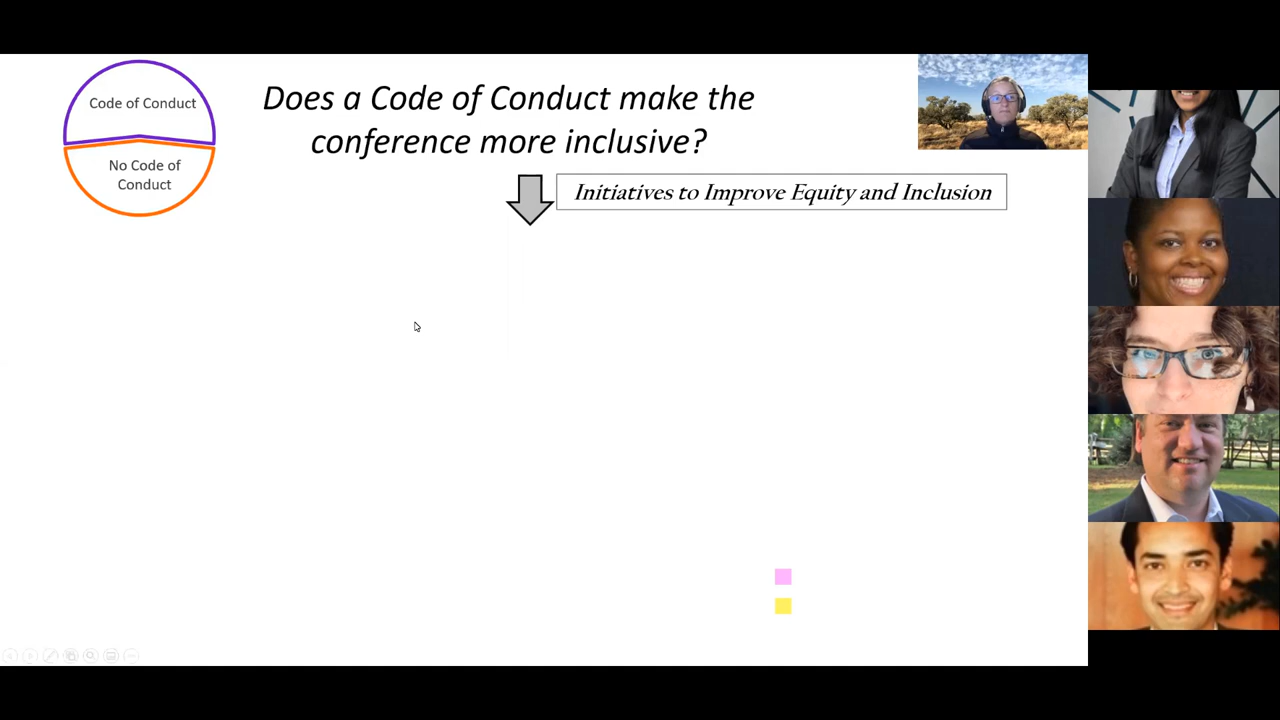 Code of Conduct
No Code of
Conduct
Does a Code of Conduct make the
conference more inclusive?
Initiatives to Improve Equity and Inclusion